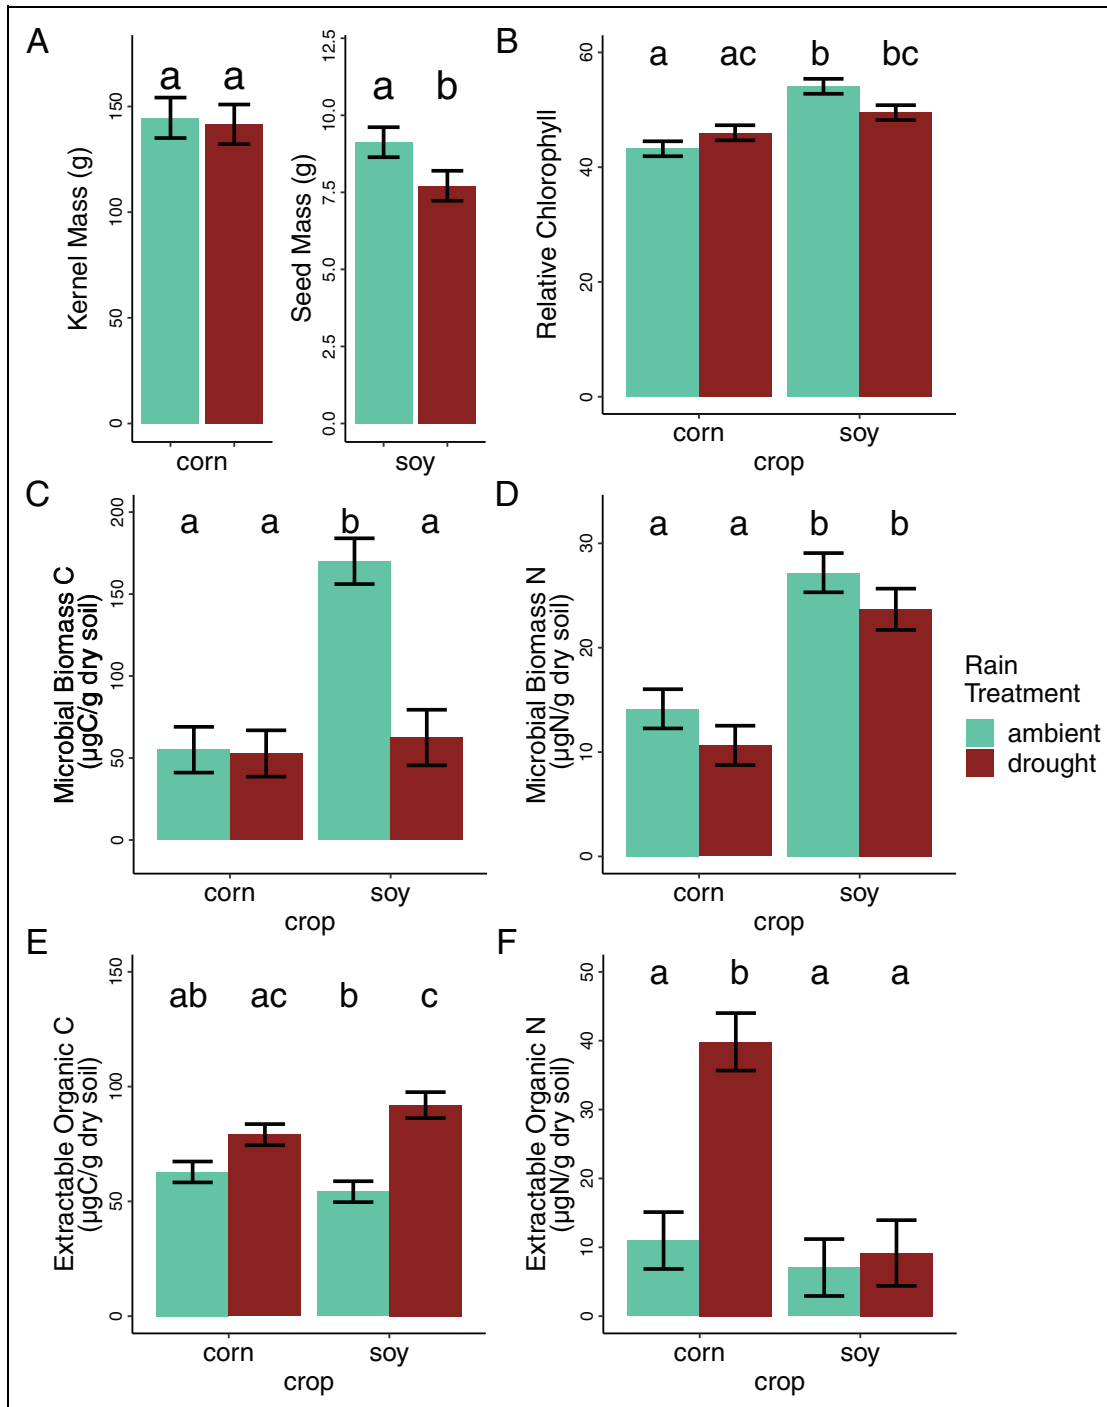 A
Kernel Mass (g)
0
50
100
150
a
a
corn
Seed Mass (g)
0.0
2.5
5.0
7.5
10.0
12.5
a
b
soy
B
Relative Chlorophyll
0
20
40
60
a
ac
b
bc
corn
soy
crop
C
Microbial Biomass C
(µgC/g dry soil)
0
50
100
150
200
a
a
b
a
corn
soy
crop
D
Microbial Biomass N
(µgN/g dry soil)
0
10
20
30
a
a
b
b
corn
soy
crop
Rain
Treatment
ambient
drought
E
Extractable Organic C
(µgC/g dry soil)
0
50
100
150
ab
ac
b
c
corn
soy
crop
F
Extractable Organic N
(µgN/g dry soil)
0
10
20
30
40
50
a
b
a
a
corn
soy
crop